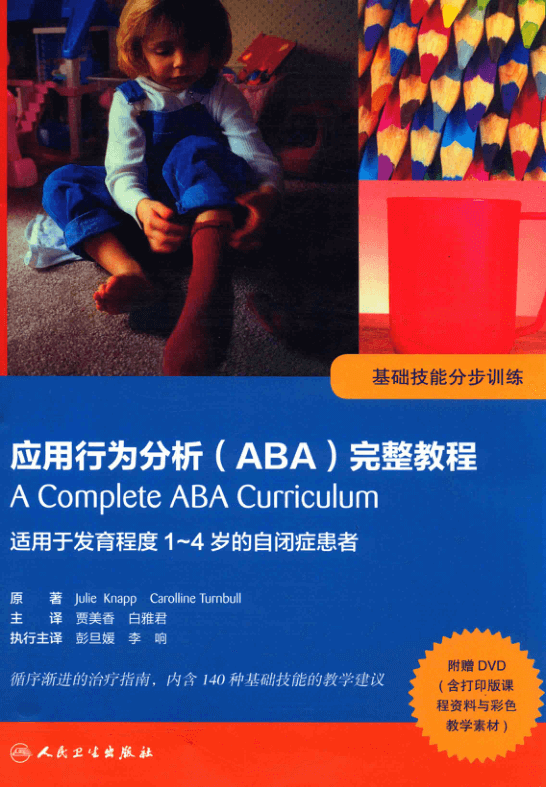 基础技能分步训练
应用行为分析（ABA）完整教程
A Complete ABA Curriculum
适用于发育程度 1~4 岁的自闭症患者
原 著 Julie Knapp Carolline Turnbull
主 译 贾美香 白雅君
执行主译 彭旦媛 李 响
循序渐进的治疗指南，内含 140 种基础技能的教学建议
附赠 DVD
（含打印版课
程资料与彩色
教学素材）
人民卫生出版社